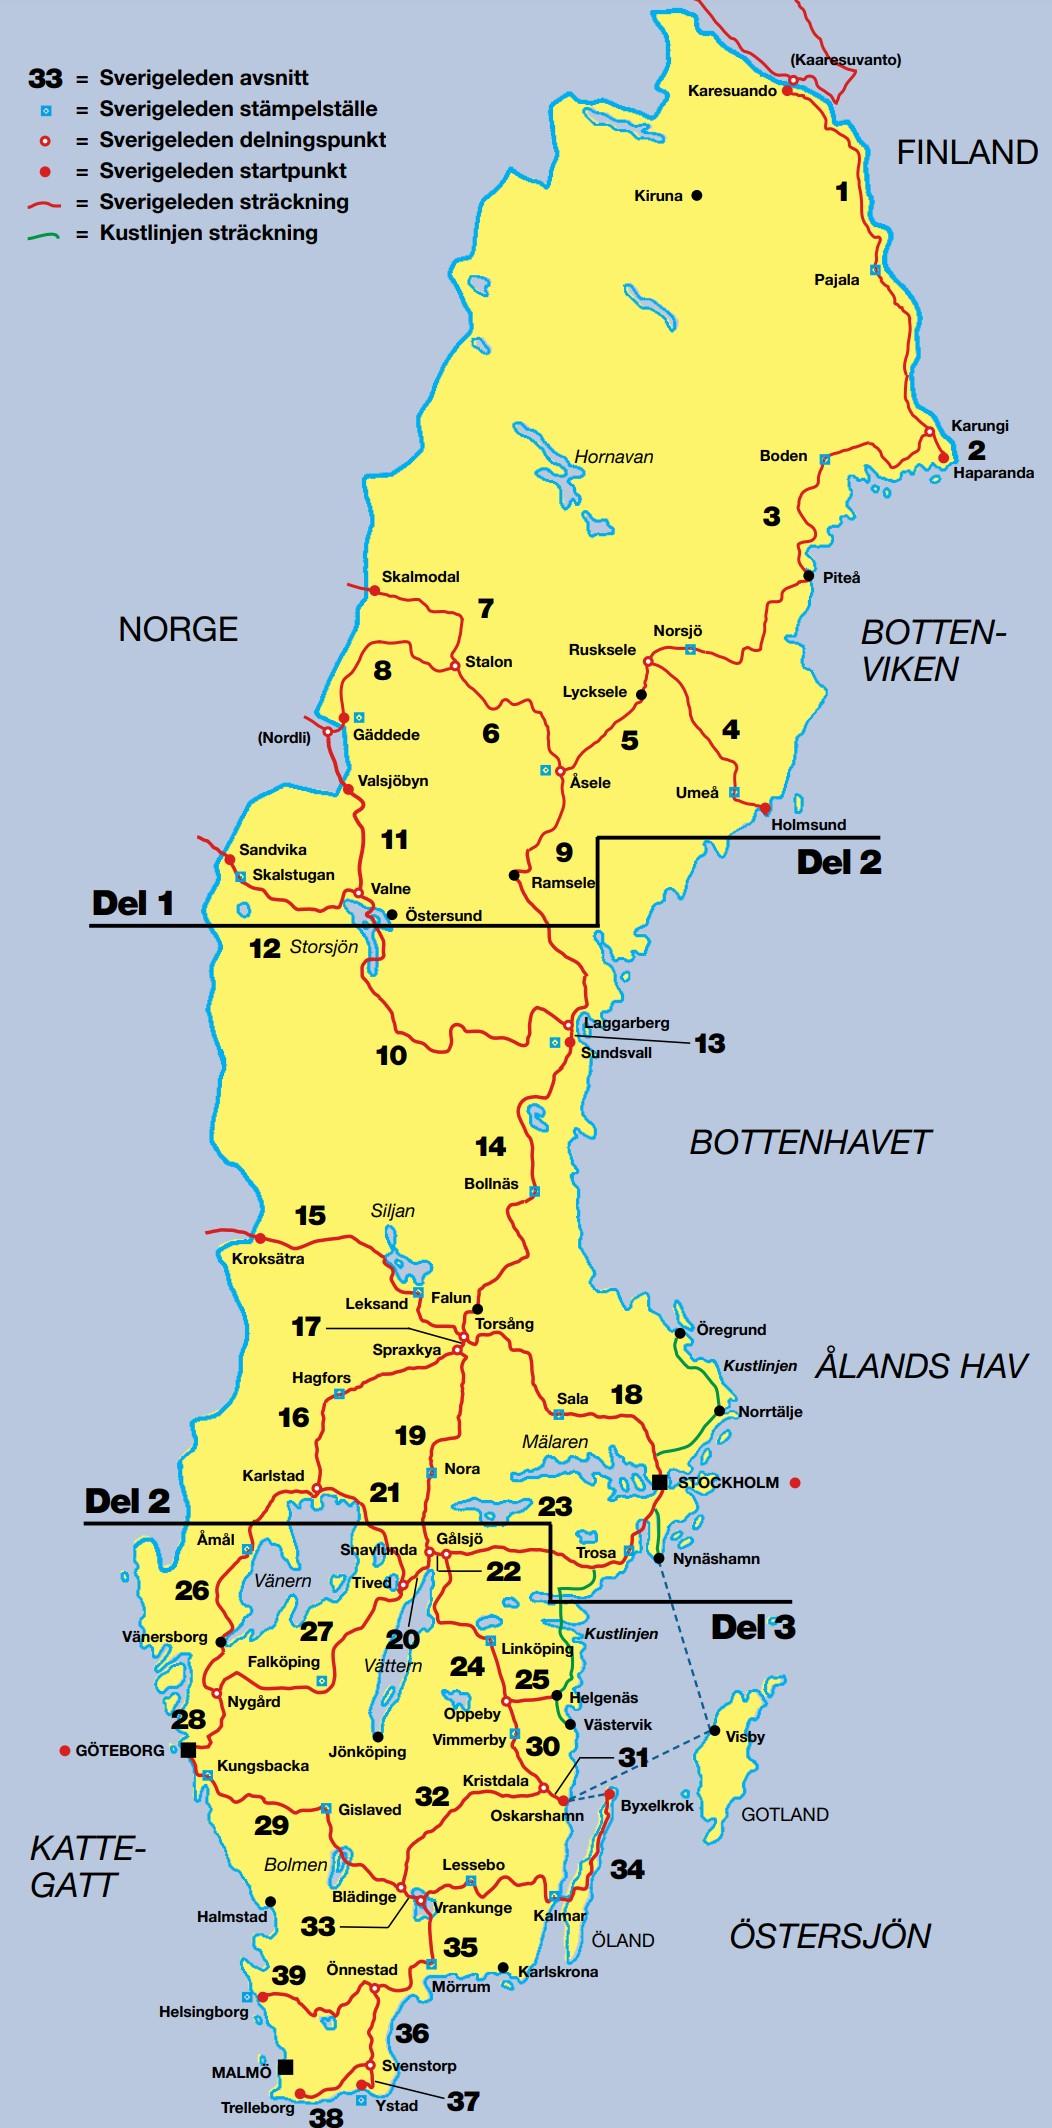 33 = Sverigeleden avsnitt
= Sverigeleden stämpelställe
= Sverigeleden delningspunkt
= Sverigeleden startpunkt
= Sverigeleden sträckning
= Kustlinjen sträckning
(Kaaresuvanto)
Karesuando
FINLAND
1
Kiruna
Pajala
Karungi
2
Haparanda
Boden
Hornavan
3
Piteå
Skalmodal
7
NORGE
BOTTEN-
VIKEN
Norsjö
Rusksele
Stalon
8
Lycksele
Gäddede
(Nordli)
6
5
4
Valsjöbyn
Åsele
Umeå
Holmsund
11
Sandvika
Skalstugan
9
Del 2
Ramsele
Valne
Del 1
Östersund
12 Storsjön
Laggarberg
13
Sundsvall
10
BOTTENHAVET
14
Bollnäs
15
Siljan
Kroksätra
Leksand
Falun
17
Torsång
Öregrund
Spraxkya
Kustlinjen
ÅLANDS HAV
Hagfors
Sala
18
16
Norrtälje
19
Mälaren
Karlstad
Nora
STOCKHOLM
21
Del 2
23
Åmål
Snavlunda
Gålsjö
Trosa
Nynäshamn
22
Vänern
Tived
26
Del 3
27
Vänersborg
20
Kustlinjen
Linköping
Falköping
Vättern
24
25
Nygård
Helgenäs
Oppeby
28
Västervik
Vimmerby
Visby
GÖTEBORG
Jönköping
30
31
Kungsbacka
Kristdala
32
Gislaved
Oskarshamn
Byxelkrok
GOTLAND
29
KATTE-
GATT
Bolmen
Lessebo
34
Blädinge
Vrankunge
Kalmar
Halmstad
33
ÖLAND
ÖSTERSJÖN
35
39
Önnestad
Karlskrona
Mörrum
Helsingborg
36
MALMÖ
Svenstorp
Trelleborg
Ystad
37
38